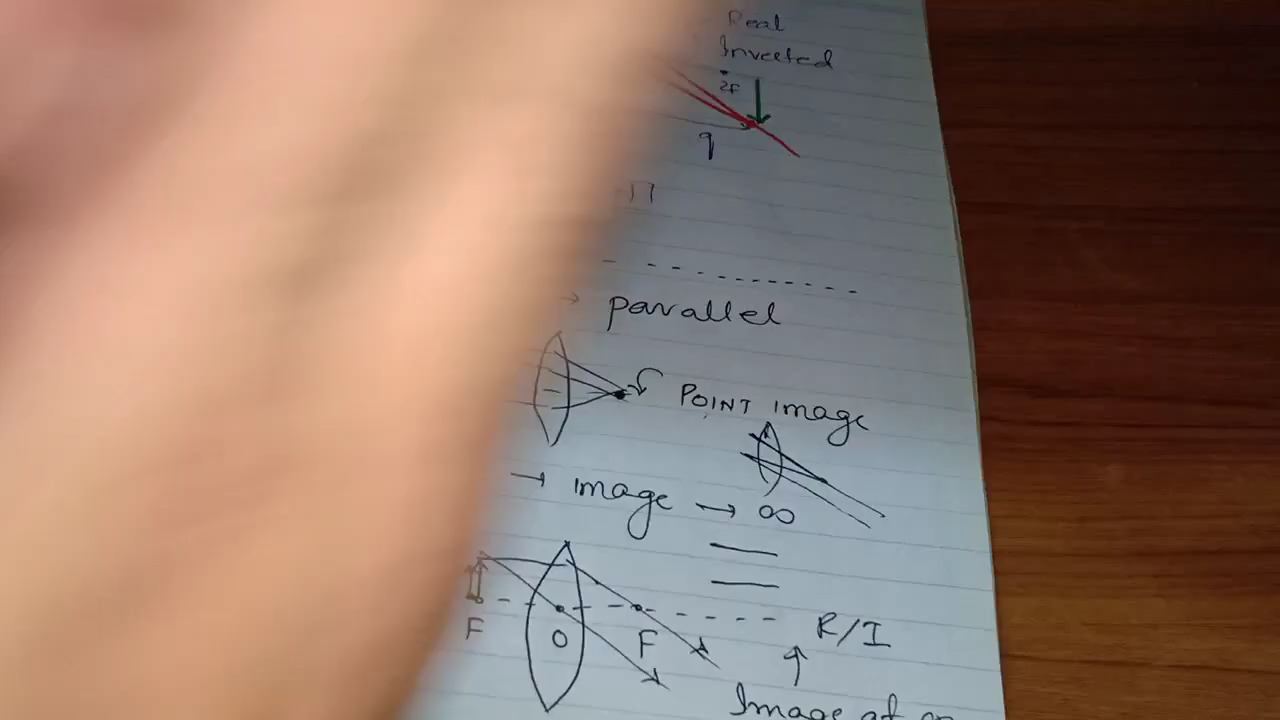 Real
Inverted
2F
q
→ parallel
POINT image
→ image → ∞
F O F R/I
Image at